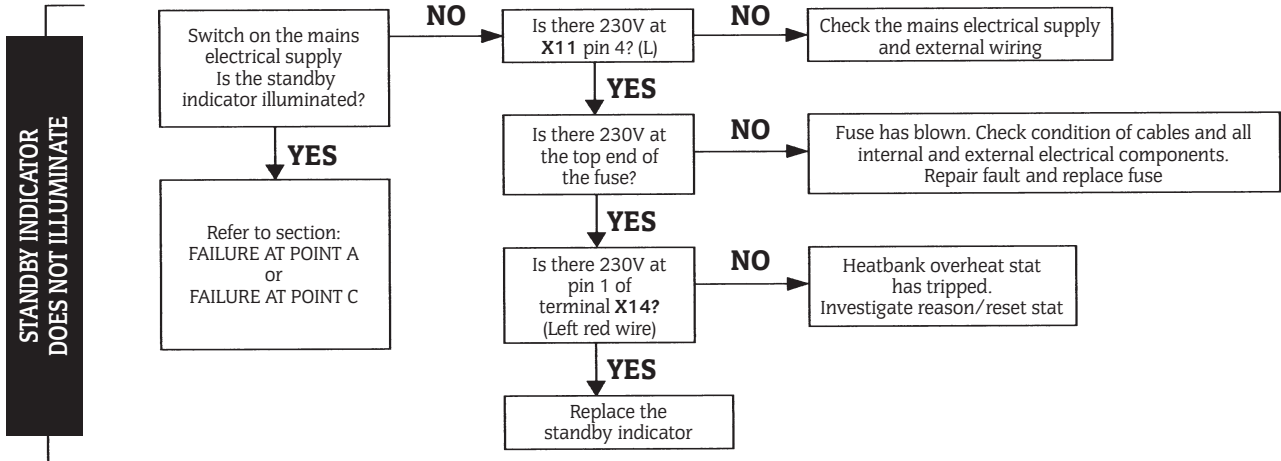 STANDBY INDICATOR
DOES NOT ILLUMINATE
Switch on the mains
electrical supply
Is the standby
indicator illuminated?
NO
YES
Refer to section:
FAILURE AT POINT A
or
FAILURE AT POINT C
Is there 230V at
X11 pin 4? (L)
NO
Check the mains electrical supply
and external wiring
YES
Is there 230V at
the top end of
the fuse?
NO
Fuse has blown. Check condition of cables and all
internal and external electrical components.
Repair fault and replace fuse
YES
Is there 230V at
pin 1 of
terminal X14?
(Left red wire)
NO
Heatbank overheat stat
has tripped.
Investigate reason/reset stat
YES
Replace the
standby indicator